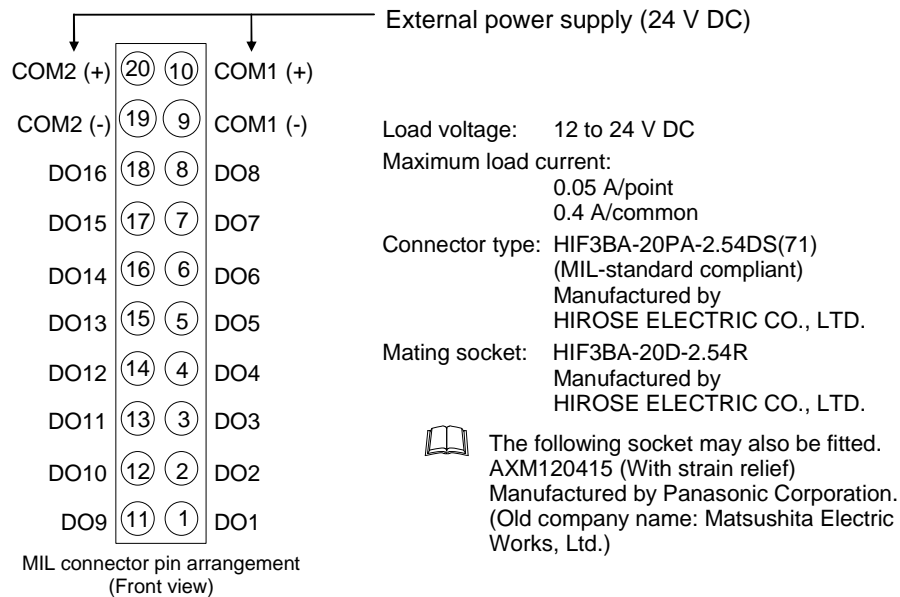 External power supply (24 V DC)
COM2 (+) 20 10 COM1 (+)
COM2 (-) 19 9 COM1 (-)
DO16 18 8 DO8
DO15 17 7 DO7
DO14 16 6 DO6
DO13 15 5 DO5
DO12 14 4 DO4
DO11 13 3 DO3
DO10 12 2 DO2
DO9 11 1 DO1
MIL connector pin arrangement
(Front view)
Load voltage: 12 to 24 V DC
Maximum load current:
0.05 A/point
0.4 A/common
Connector type: HIF3BA-20PA-2.54DS(71)
(MIL-standard compliant)
Manufactured by
HIROSE ELECTRIC CO., LTD.
Mating socket: HIF3BA-20D-2.54R
Manufactured by
HIROSE ELECTRIC CO., LTD.
The following socket may also be fitted.
AXM120415 (With strain relief)
Manufactured by Panasonic Corporation.
(Old company name: Matsushita Electric
Works, Ltd.)